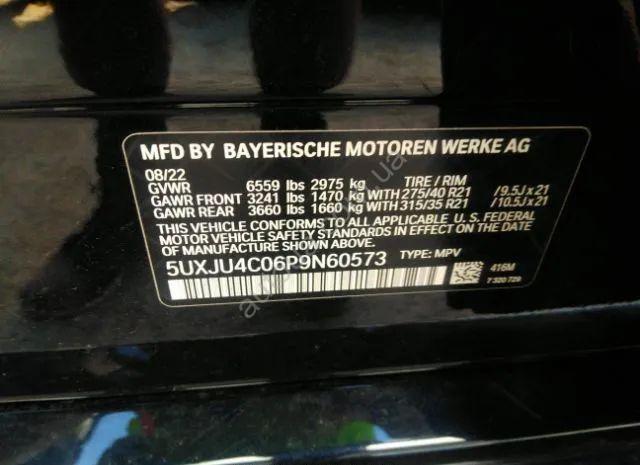 MFD BY BAYERISCHE MOTOREN WERKE AG
08/22
GVWR 6559 lbs 2975 kg TIRE / RIM
GAWR FRONT 3241 lbs 1470 kg WITH 275/40 R21 /9.5J x 21
GAWR REAR 3660 lbs 1660 kg WITH 315/35 R21 /10.5J x 21
THIS VEHICLE CONFORMS TO ALL APPLICABLE U.S. FEDERAL
MOTOR VEHICLE SAFETY STANDARDS IN EFFECT ON THE DATE
OF MANUFACTURE SHOWN ABOVE.
5UXJU4C06P9N60573 TYPE: MPV
416M
7 320 729